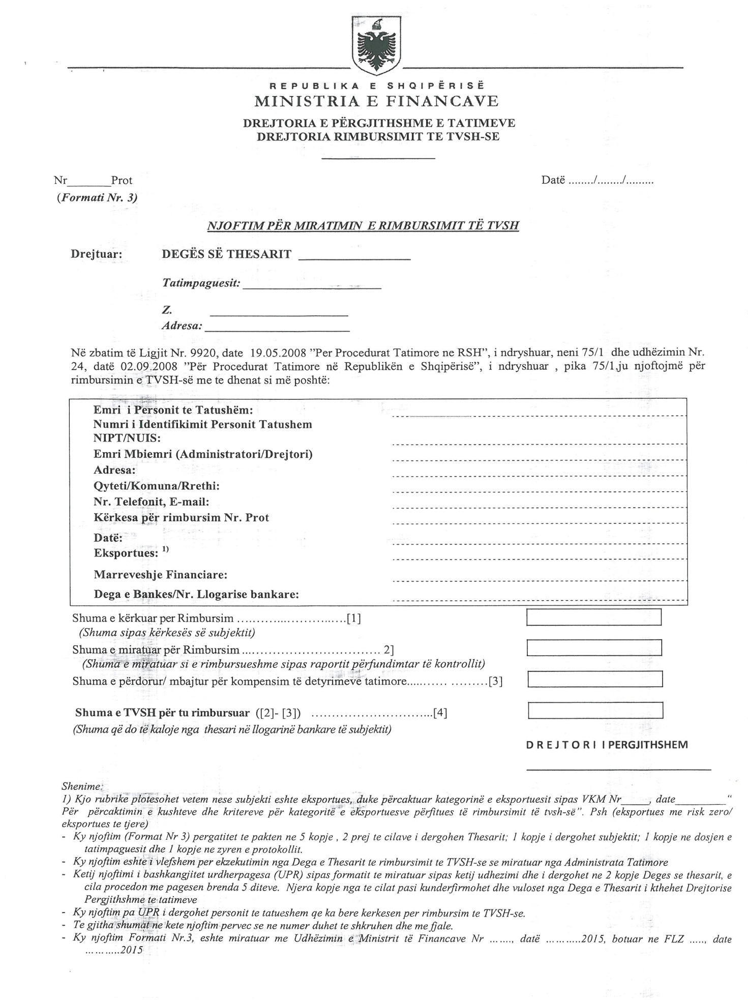 REPUBLIKA E SHQIPËRISË
MINISTRIA E FINANCAVE
DREJTORIA E PËRGJITHSHME E TATIMEVE
DREJTORIA RIMBURSIMIT TE TVSH-SE
Nr_______Prot Datë ......../......../.........
(Formati Nr. 3)
NJOFTIM PËR MIRATIMIN E RIMBURSIMIT TË TVSH
Drejtuar: DEGËS SË THESARIT __________________
Tatimpaguesit: ______________________
Z. ______________________
Adresa: ______________________
Në zbatim të Ligjit Nr. 9920, date 19.05.2008 ”Per Procedurat Tatimore ne RSH”, i ndryshuar, neni 75/1 dhe udhëzimin Nr.
24, datë 02.09.2008 ”Për Procedurat Tatimore në Republikën e Shqipërisë”, i ndryshuar , pika 75/1,ju njoftojmë për
rimbursimin e TVSH-së me te dhenat si më poshtë:
Emri i Personit te Tatushëm:
Numri i Identifikimit Personit Tatushem
NIPT/NUIS:
Emri Mbiemri (Administratori/Drejtori)
Adresa:
Qyteti/Komuna/Rrethi:
Nr. Telefonit, E-mail:
Kërkesa për rimbursim Nr. Prot
Datë:
Eksportues: 1)
Marreveshje Financiare:
Dega e Bankes/Nr. Llogarise bankare:
Shuma e kërkuar per Rimbursim ...............................[1]
(Shuma sipas kërkesës së subjektit)
Shuma e miratuar për Rimbursim .................................. 2]
(Shuma e miratuar si e rimbursueshme sipas raportit përfundimtar të kontrollit)
Shuma e përdorur/ mbajtur për kompensim të detyrimeve tatimore........... .........[3]
Shuma e TVSH për tu rimbursuar ([2]- [3]) ..............................[4]
(Shuma që do të kaloje nga thesari në llogarinë bankare të subjektit)
D R E J T O R I I PERGJITHSHEM
Shenime:
1) Kjo rubrike plotesohet vetem nese subjekti eshte eksportues, duke përcaktuar kategorinë e eksportuesit sipas VKM Nr_____, date_________“
Për përcaktimin e kushteve dhe kritereve për kategoritë e eksportuesve përfitues të rimbursimit të tvsh-së”. Psh (eksportues me risk zero/
eksportues te tjere)
- Ky njoftim (Format Nr 3) pergatitet te pakten ne 5 kopje , 2 prej te cilave i dergohen Thesarit; 1 kopje i dergohet subjektit; 1 kopje ne dosjen e
tatimpaguesit dhe 1 kopje ne zyren e protokollit.
- Ky njoftim eshte i vlefshem per ekzekutimin nga Dega e Thesarit te rimbursimit te TVSH-se se miratuar nga Administrata Tatimore
- Ketij njoftimi i bashkangjitet urdherpagesa (UPR) sipas formatit te miratuar sipas ketij udhezimi dhe i dergohet ne 2 kopje Deges se thesarit, e
cila procedon me pagesen brenda 5 diteve. Njera kopje nga te cilat pasi kunderfirmohet dhe vuloset nga Dega e Thesarit i kthehet Drejtorise
Pergjithshme te tatimeve
- Ky njoftim pa UPR i dergohet personit te tatueshem qe ka bere kerkesen per rimbursim te TVSH-se.
- Te gjitha shumat ne kete njoftim pervec se ne numer duhet te shkruhen dhe me fjale.
- Ky njoftim Formati Nr.3, eshte miratuar me Udhëzimin e Ministrit të Financave Nr ......., datë ..........2015, botuar ne FLZ ....., date
..........2015